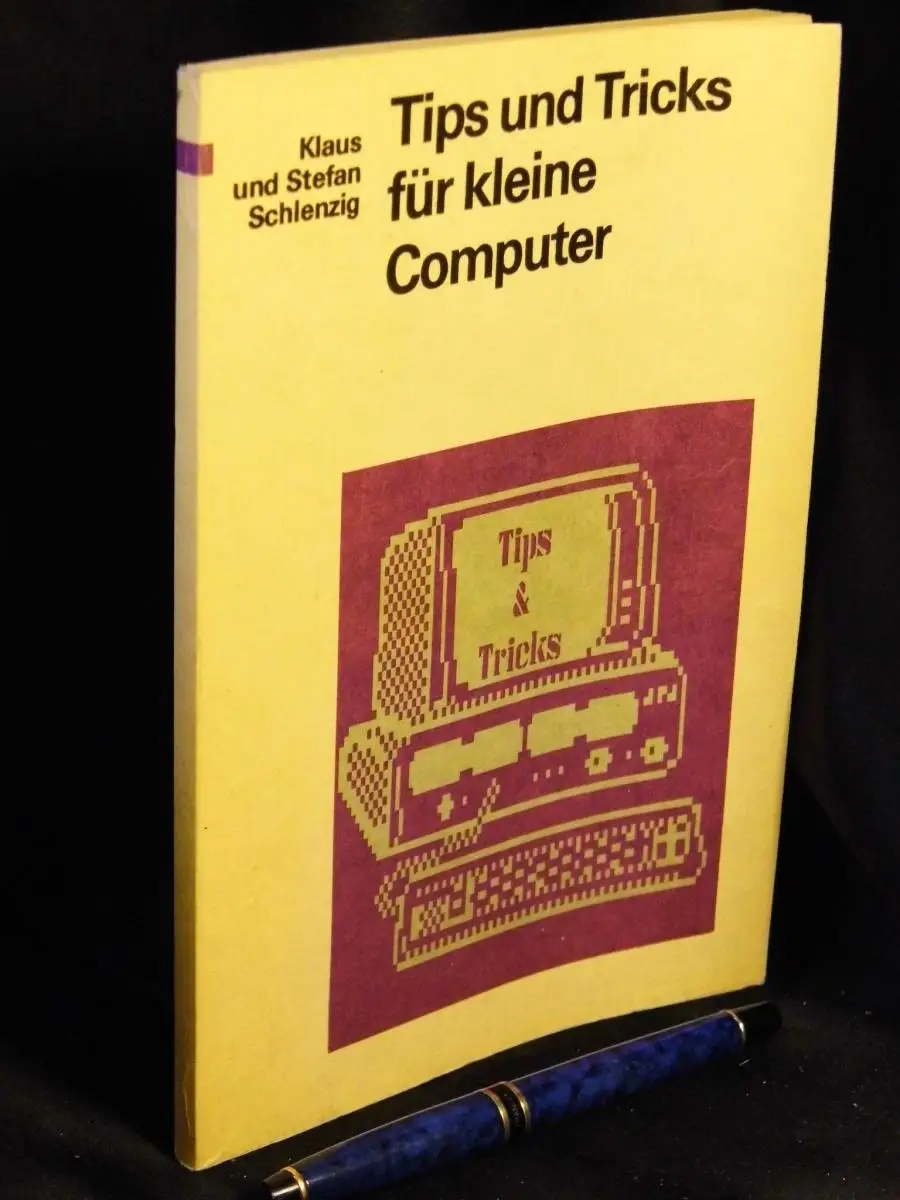 Klaus
und Stefan
Schlenzig
Tips und Tricks
für kleine
Computer
Tips
&
Tricks